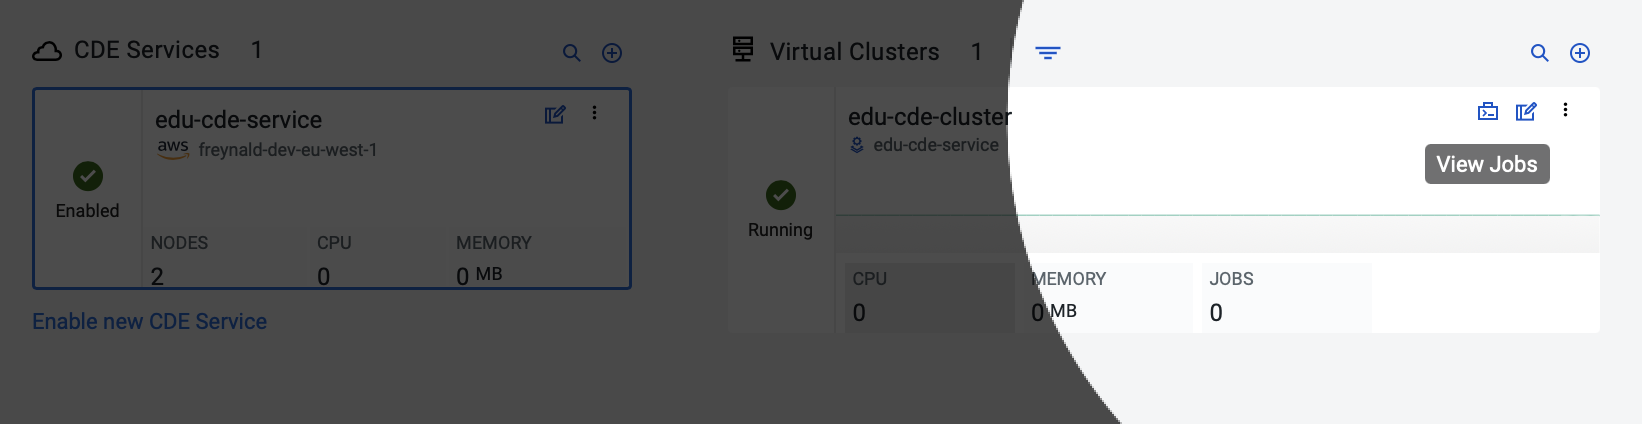 CDE Services 1
edu-cde-service
aws freynald-dev-eu-west-1
Enabled
NODES CPU MEMORY
2 0 0 MB
Enable new CDE Service
Virtual Clusters 1
edu-cde-cluster
edu-cde-service
View Jobs
Running
CPU MEMORY JOBS
0 0 MB 0